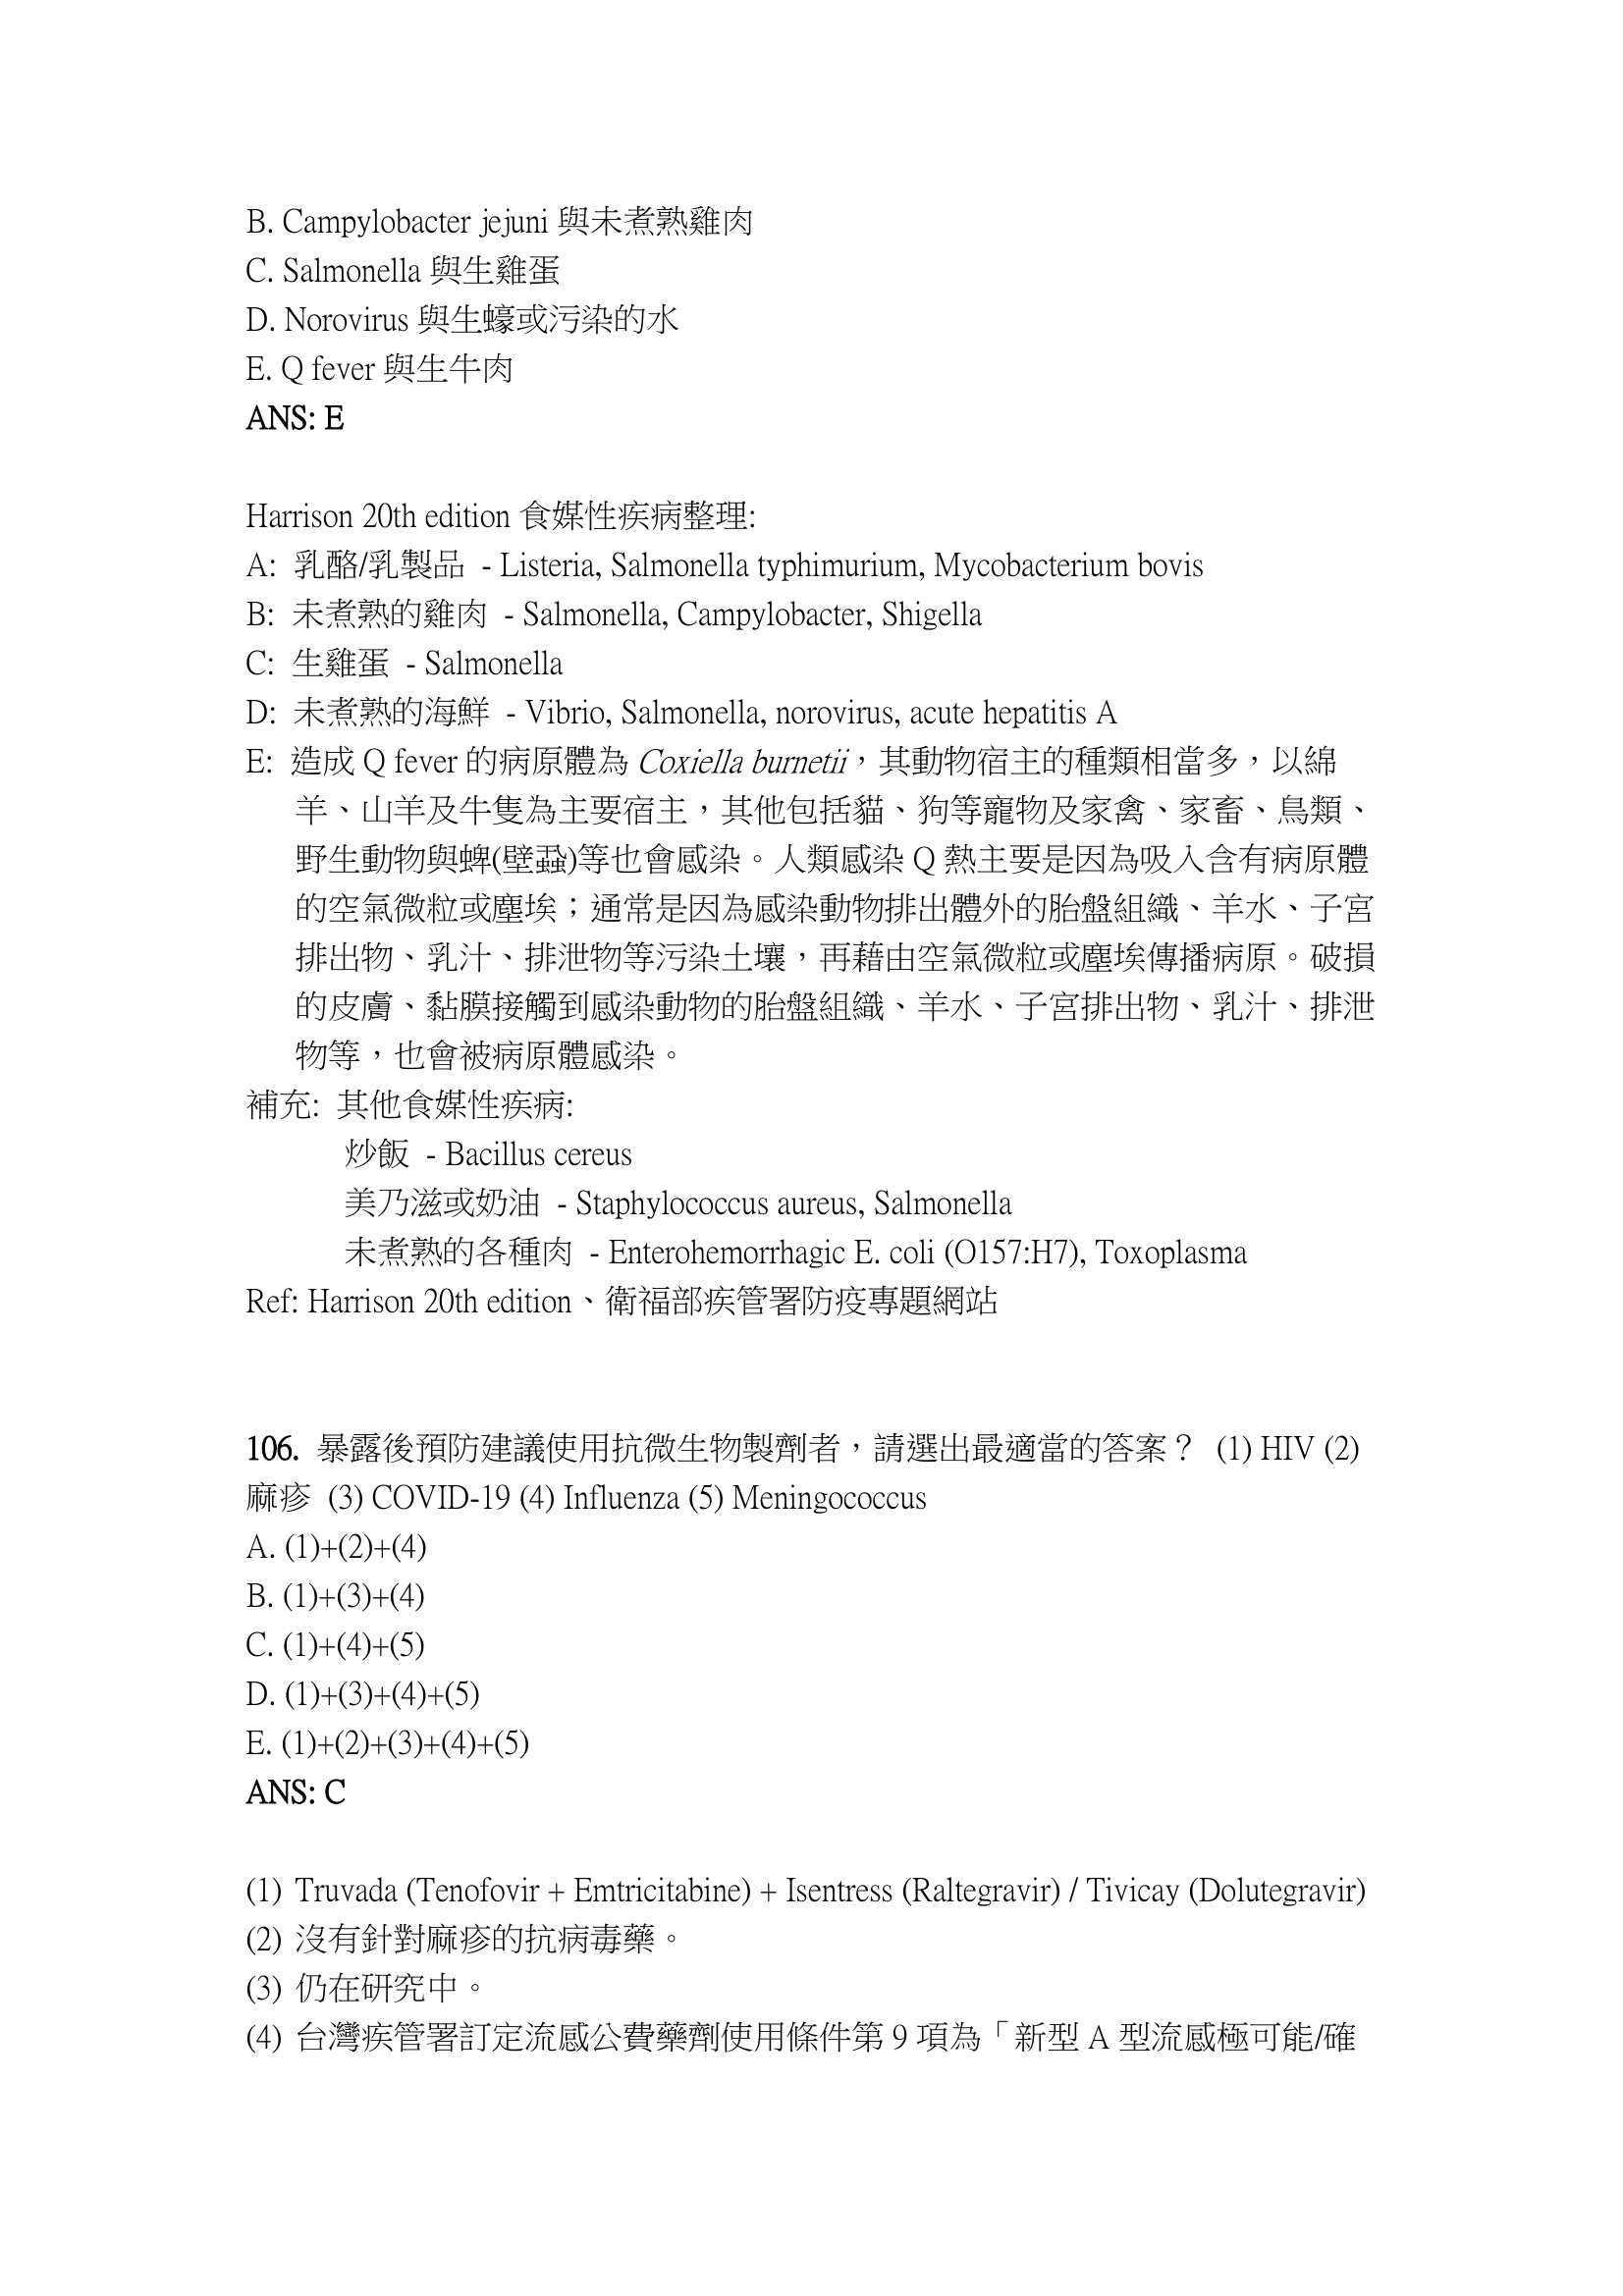 B. Campylobacter jejuni 與未煮熟雞肉
C. Salmonella 與生雞蛋
D. Norovirus 與生蠔或污染的水
E. Q fever 與生牛肉
ANS: E
Harrison 20th edition 食媒性疾病整理:
A: 乳酪/乳製品 - Listeria, Salmonella typhimurium, Mycobacterium bovis
B: 未煮熟的雞肉 - Salmonella, Campylobacter, Shigella
C: 生雞蛋 - Salmonella
D: 未煮熟的海鮮 - Vibrio, Salmonella, norovirus, acute hepatitis A
E: 造成 Q fever 的病原體為 Coxiella burnetii，其動物宿主的種類相當多，以綿
羊、山羊及牛隻為主要宿主，其他包括貓、狗等寵物及家禽、家畜、鳥類、
野生動物與蜱(壁蝨)等也會感染。人類感染 Q 熱主要是因為吸入含有病原體
的空氣微粒或塵埃；通常是因為感染動物排出體外的胎盤組織、羊水、子宮
排出物、乳汁、排泄物等污染土壤，再藉由空氣微粒或塵埃傳播病原。破損
的皮膚、黏膜接觸到感染動物的胎盤組織、羊水、子宮排出物、乳汁、排泄
物等，也會被病原體感染。
補充: 其他食媒性疾病:
炒飯 - Bacillus cereus
美乃滋或奶油 - Staphylococcus aureus, Salmonella
未煮熟的各種肉 - Enterohemorrhagic E. coli (O157:H7), Toxoplasma
Ref: Harrison 20th edition、衛福部疾管署防疫專題網站
106. 暴露後預防建議使用抗微生物製劑者，請選出最適當的答案？ (1) HIV (2)
麻疹 (3) COVID-19 (4) Influenza (5) Meningococcus
A. (1)+(2)+(4)
B. (1)+(3)+(4)
C. (1)+(4)+(5)
D. (1)+(3)+(4)+(5)
E. (1)+(2)+(3)+(4)+(5)
ANS: C
(1) Truvada (Tenofovir + Emtricitabine) + Isentress (Raltegravir) / Tivicay (Dolutegravir)
(2) 沒有針對麻疹的抗病毒藥。
(3) 仍在研究中。
(4) 台灣疾管署訂定流感公費藥劑使用條件第 9 項為「新型 A 型流感極可能/確